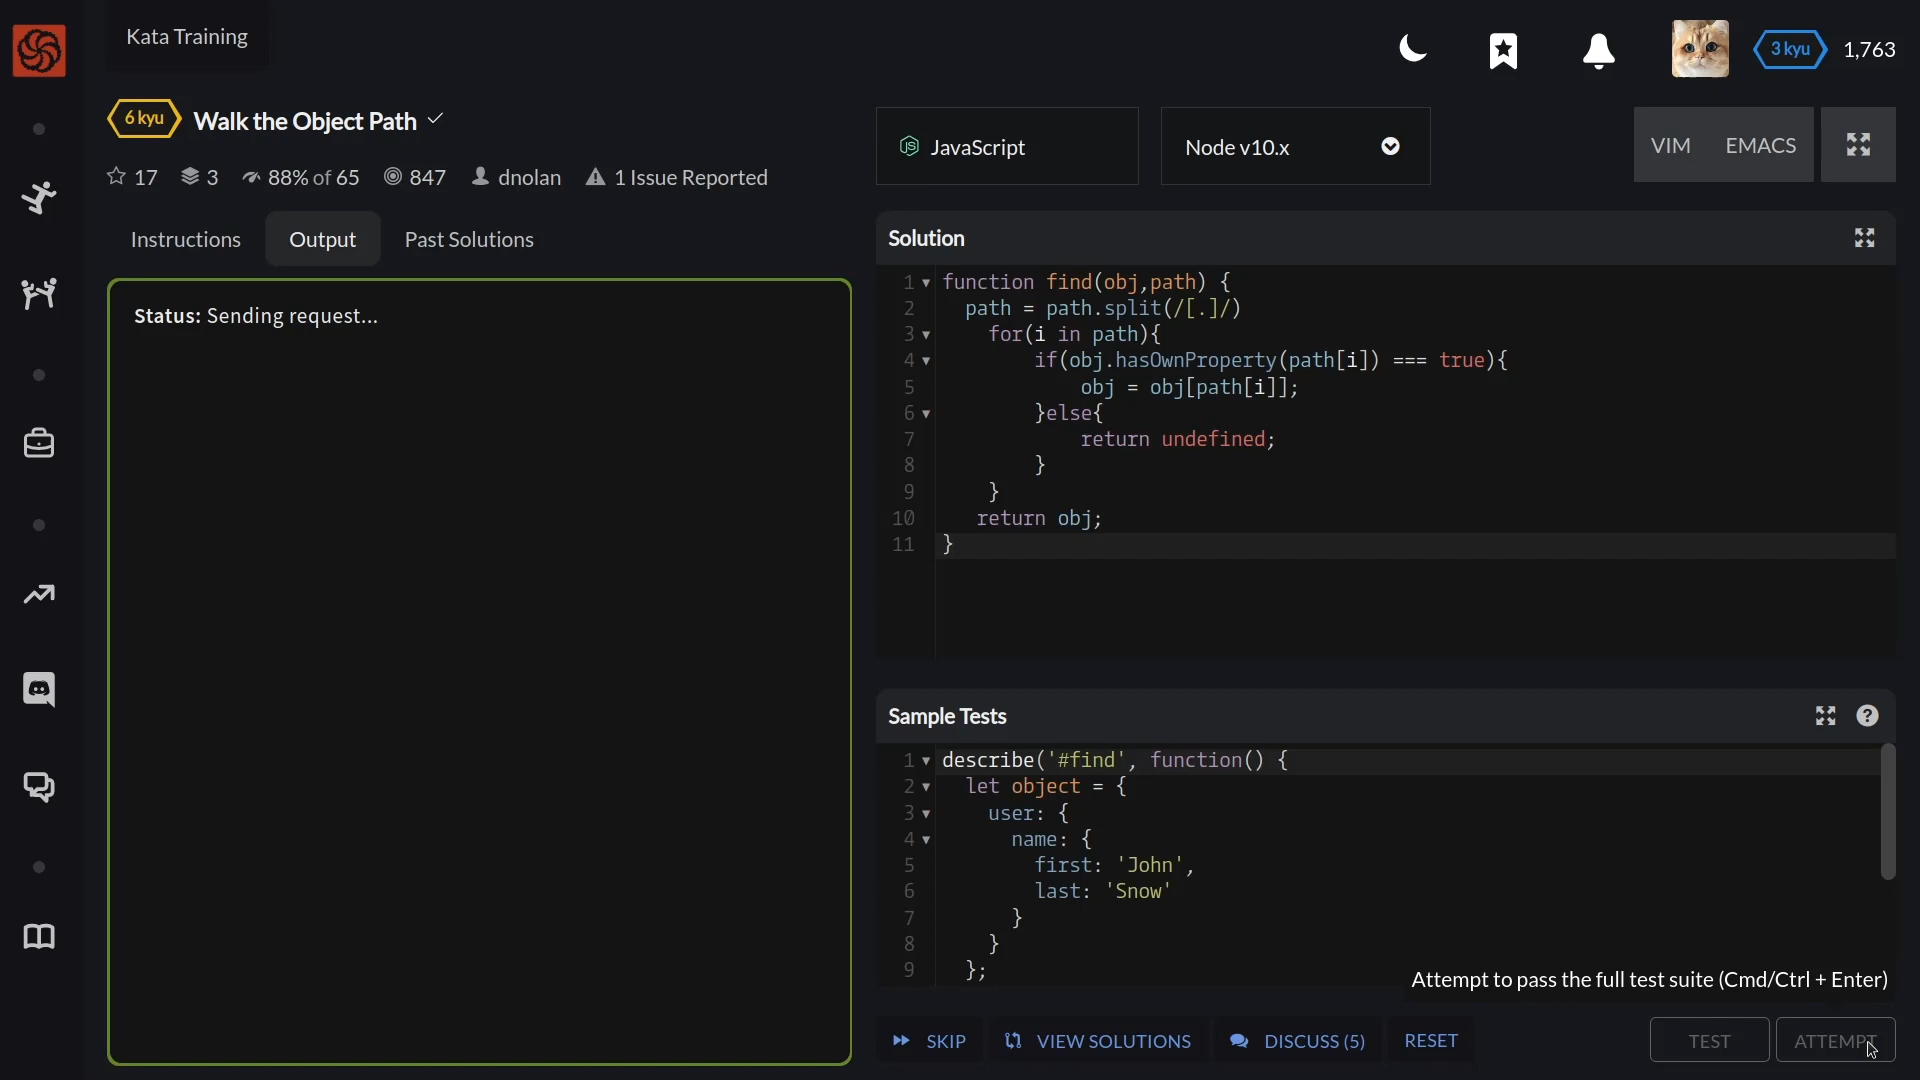 Kata Training
3 kyu
1,763
6 kyu
Walk the Object Path
17
3
88% of 65
847
dnolan
1 Issue Reported
JavaScript
Node v10.x
VIM
EMACS
Instructions
Output
Past Solutions
Status: Sending request...
Solution
1 function find(obj,path) {
2 path = path.split(/[.]/)
3 for(i in path){
4 if(obj.hasOwnProperty(path[i]) === true){
5 obj = obj[path[i]];
6 }else{
7 return undefined;
8 }
9 }
10 return obj;
11 }
Sample Tests
1 describe('#find', function() {
2 let object = {
3 user: {
4 name: {
5 first: 'John',
6 last: 'Snow'
7 }
8 }
9 };
Attempt to pass the full test suite (Cmd/Ctrl + Enter)
SKIP
VIEW SOLUTIONS
DISCUSS (5)
RESET
TEST
ATTEMPT